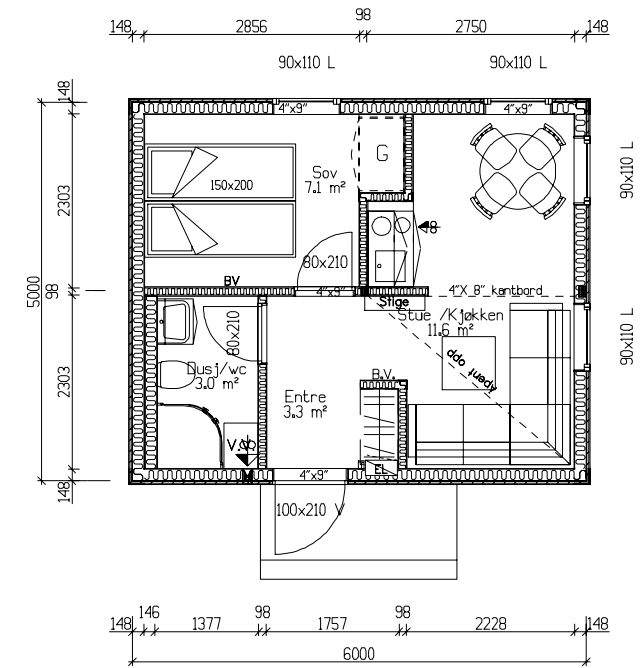 98
148 2856 2750 148
90x110 L 90x110 L
4"x9" 4"x9"
148
2303
98
2303
148
5000
G
Sov
7.1 m²
150x200
80x210
90x110 L
BV
4"x9"
4"X 8" kantbord
Stige
Stue /Kjøkken
11.6 m²
Åpent opp
80x210
Dusj/wc
3.0 m²
B.V.
Entre
3.3 m²
90x110 L
EL
4"x9"
100x210 V
148 146 1377 98 1757 98 2228 148
6000